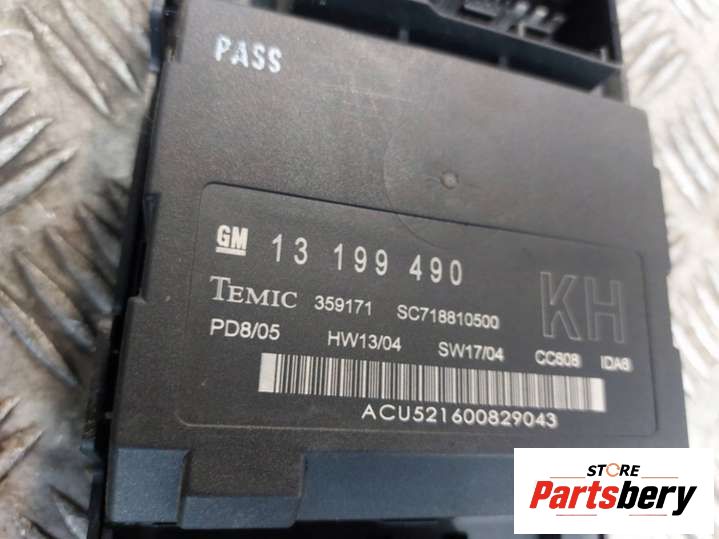 PASS
GM 13 199 490
TEMIC 359171 SC718810500 KH
PD8/05 HW13/04 SW17/04 CC808 IDA6
ACU521600829043
STORE
Partsbery